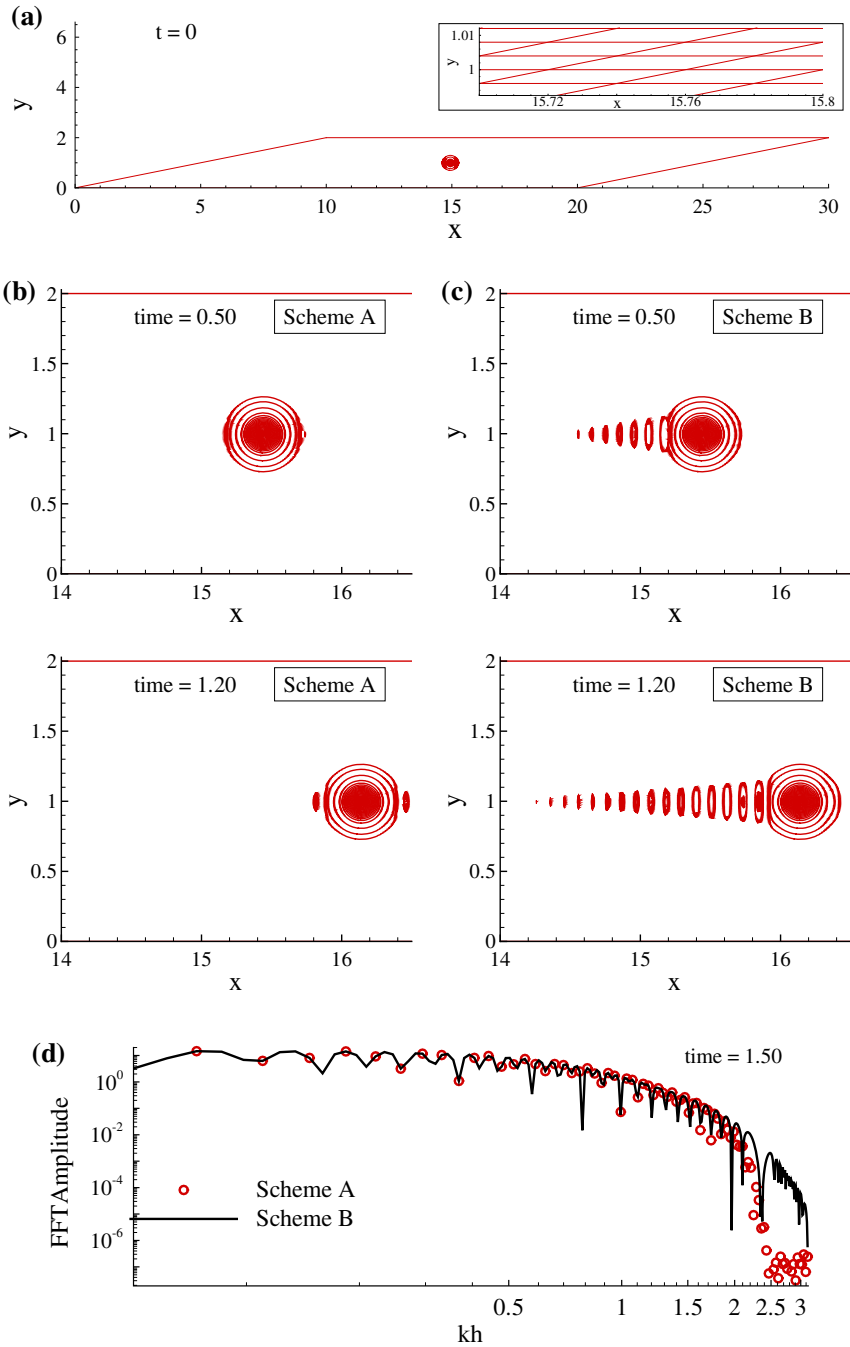 (a)
t = 0
y
6
4
2
0
0 5 10 15 20 25 30
x
y
1.01
1
15.72 x 15.76 15.8
(b)
time = 0.50 Scheme A
y
2
1.5
1
0.5
0
14 15 16
x
(c)
time = 0.50 Scheme B
y
2
1.5
1
0.5
0
14 15 16
x
time = 1.20 Scheme A
y
2
1.5
1
0.5
0
14 15 16
x
time = 1.20 Scheme B
y
2
1.5
1
0.5
0
14 15 16
x
(d)
time = 1.50
FFTAmplitude
10^0
10^-2
10^-4
10^-6
Scheme A
Scheme B
0.5 1 1.5 2 2.5 3
kh